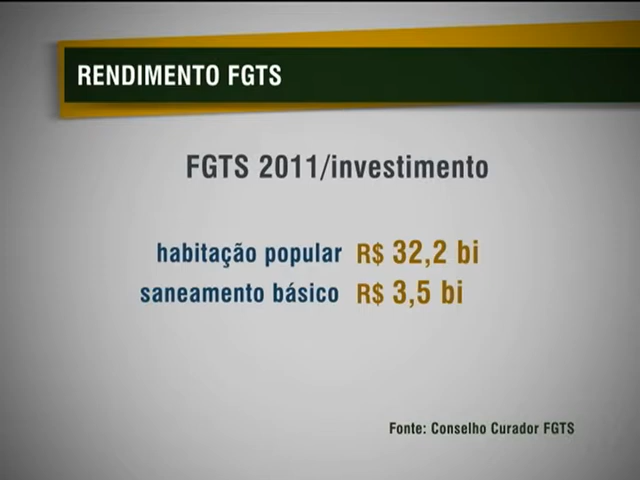 RENDIMENTO FGTS
FGTS 2011/investimento
habitação popular R$ 32,2 bi
saneamento básico R$ 3,5 bi
Fonte: Conselho Curador FGTS